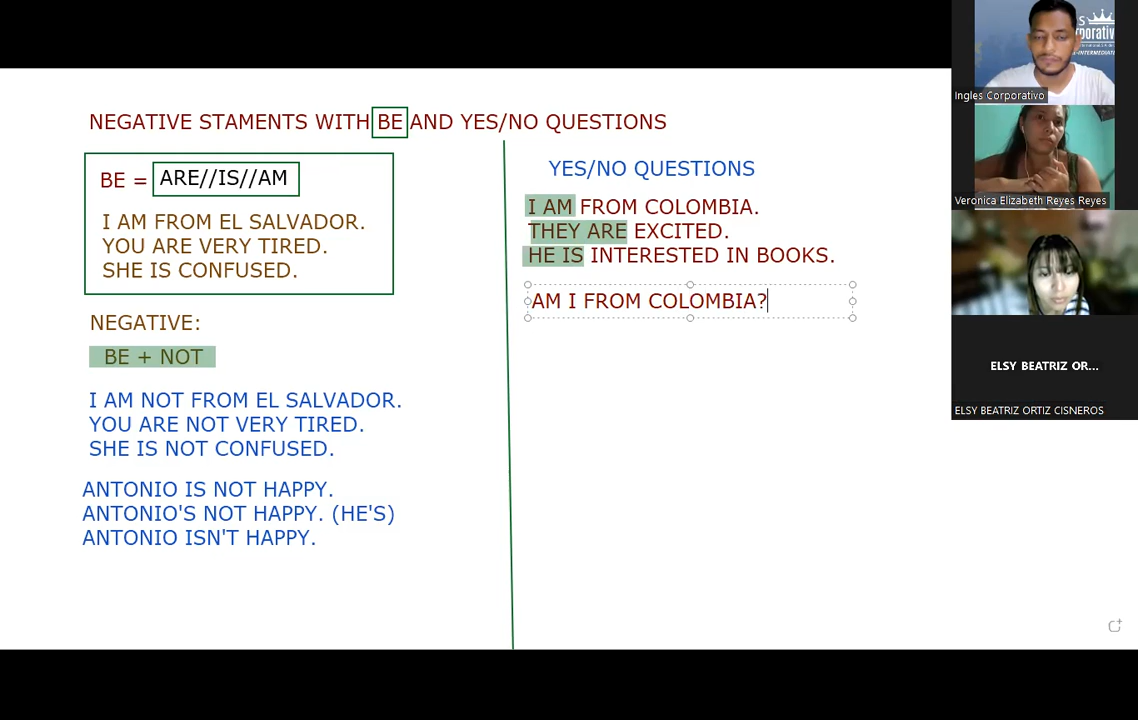 NEGATIVE STAMENTS WITH BE AND YES/NO QUESTIONS
BE = ARE//IS//AM
I AM FROM EL SALVADOR.
YOU ARE VERY TIRED.
SHE IS CONFUSED.
NEGATIVE:
BE + NOT
I AM NOT FROM EL SALVADOR.
YOU ARE NOT VERY TIRED.
SHE IS NOT CONFUSED.
ANTONIO IS NOT HAPPY.
ANTONIO'S NOT HAPPY. (HE'S)
ANTONIO ISN'T HAPPY.
YES/NO QUESTIONS
I AM FROM COLOMBIA.
THEY ARE EXCITED.
HE IS INTERESTED IN BOOKS.
AM I FROM COLOMBIA?
Ingles Corporativo
Veronica Elizabeth Reyes Reyes
ELSY BEATRIZ OR...
ELSY BEATRIZ ORTIZ CISNEROS